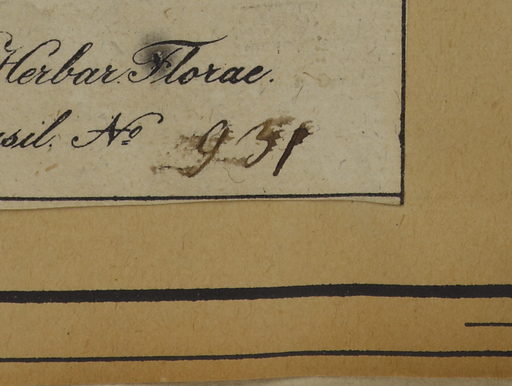 Herbar. Florae.
sil. No 931